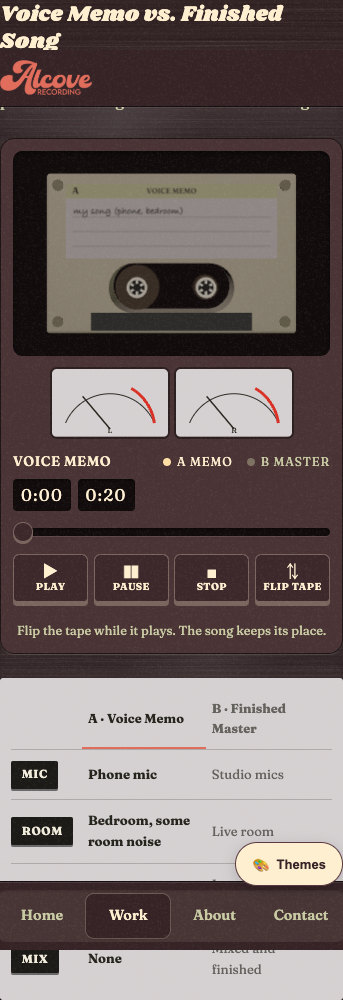 Voice Memo vs. Finished
Song
Alcove
RECORDING
A VOICE MEMO
my song (phone, bedroom)
L R
VOICE MEMO A MEMO B MASTER
0:00 0:20
PLAY PAUSE STOP FLIP TAPE
Flip the tape while it plays. The song keeps its place.
A · Voice Memo B · Finished
Master
MIC Phone mic Studio mics
ROOM Bedroom, some
room noise Live room
Themes
Home Work About Contact
MIX None Mixed and
finished